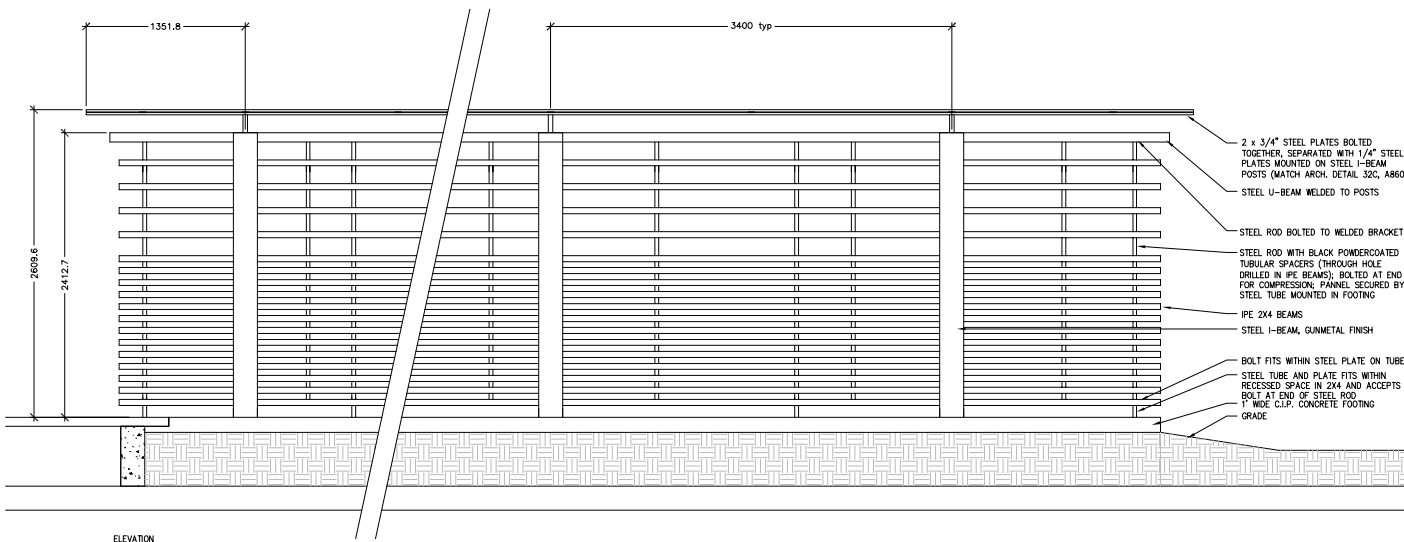 1351.8
3400 typ
2609.6
2412.7
2 x 3/4" STEEL PLATES BOLTED
TOGETHER, SEPARATED WITH 1/4" STEEL
PLATES MOUNTED ON STEEL I-BEAM
POSTS (MATCH ARCH. DETAIL 32C, A860
STEEL U-BEAM WELDED TO POSTS
STEEL ROD BOLTED TO WELDED BRACKET
STEEL ROD WITH BLACK POWDERCOATED
TUBULAR SPACERS (THROUGH HOLE
DRILLED IN IPE BEAMS); BOLTED AT END
FOR COMPRESSION; PANNEL SECURED BY
STEEL TUBE MOUNTED IN FOOTING
IPE 2X4 BEAMS
STEEL I-BEAM, GUNMETAL FINISH
BOLT FITS WITHIN STEEL PLATE ON TUBE
STEEL TUBE AND PLATE FITS WITHIN
RECESSED SPACE IN 2X4 AND ACCEPTS
BOLT AT END OF STEEL ROD
1' WIDE C.I.P. CONCRETE FOOTING
GRADE
ELEVATION